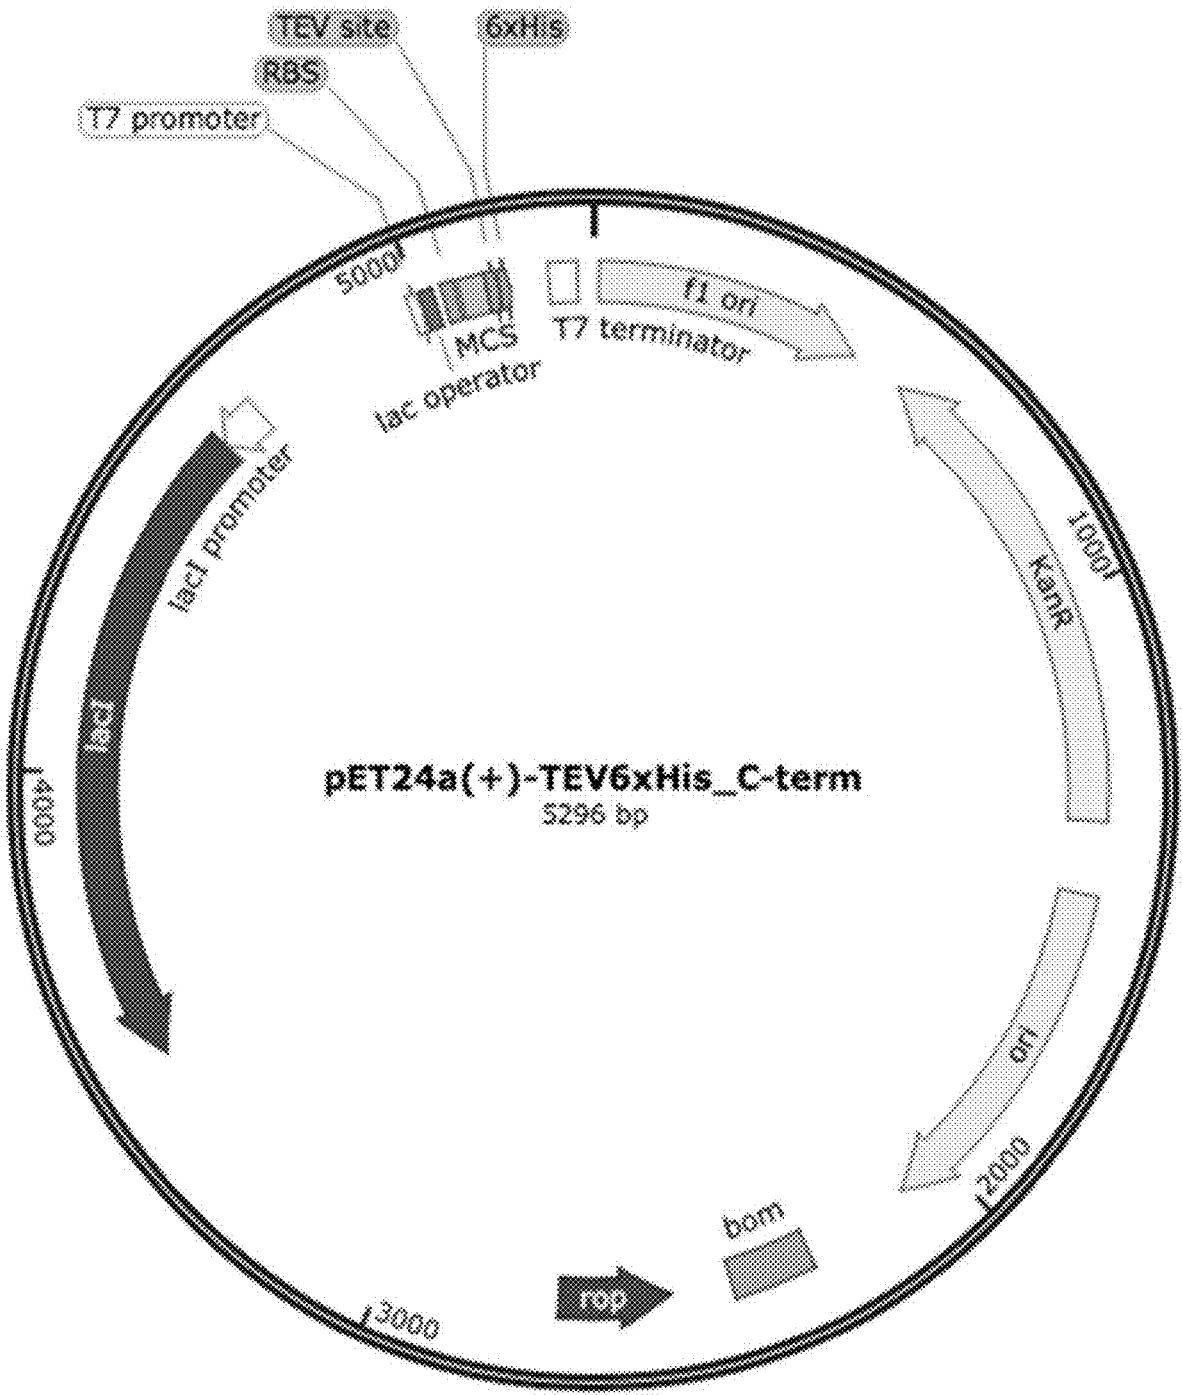 TEV site
6xHis
RBS
T7 promoter
5000
MCS
lac operator
T7 terminator
f1 ori
lacI promoter
KanR
1000
lacI
4000
pET24a(+)-TEV6xHis_C-term
5296 bp
ori
2000
bom
rop
3000